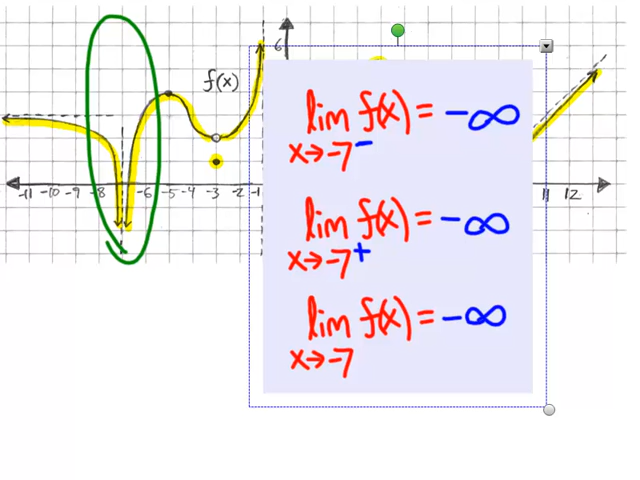 6
f(x)
lim f(x) = -∞
x→-7⁻
-11 -10 -9 -8 -6 -5 -4 -3 -2 -1 11 12
lim f(x) = -∞
x→-7⁺
lim f(x) = -∞
x→-7